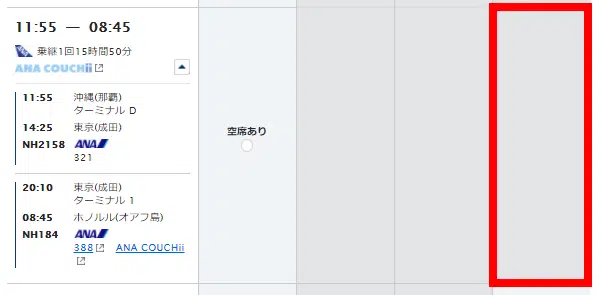 11:55 — 08:45
乗継1回15時間50分
ANA COUCHii
11:55 沖縄(那覇)
ターミナル D
14:25 東京(成田)
NH2158 ANA
321
空席あり
20:10 東京(成田)
ターミナル 1
08:45 ホノルル(オアフ島)
NH184 ANA
388 ANA COUCHii